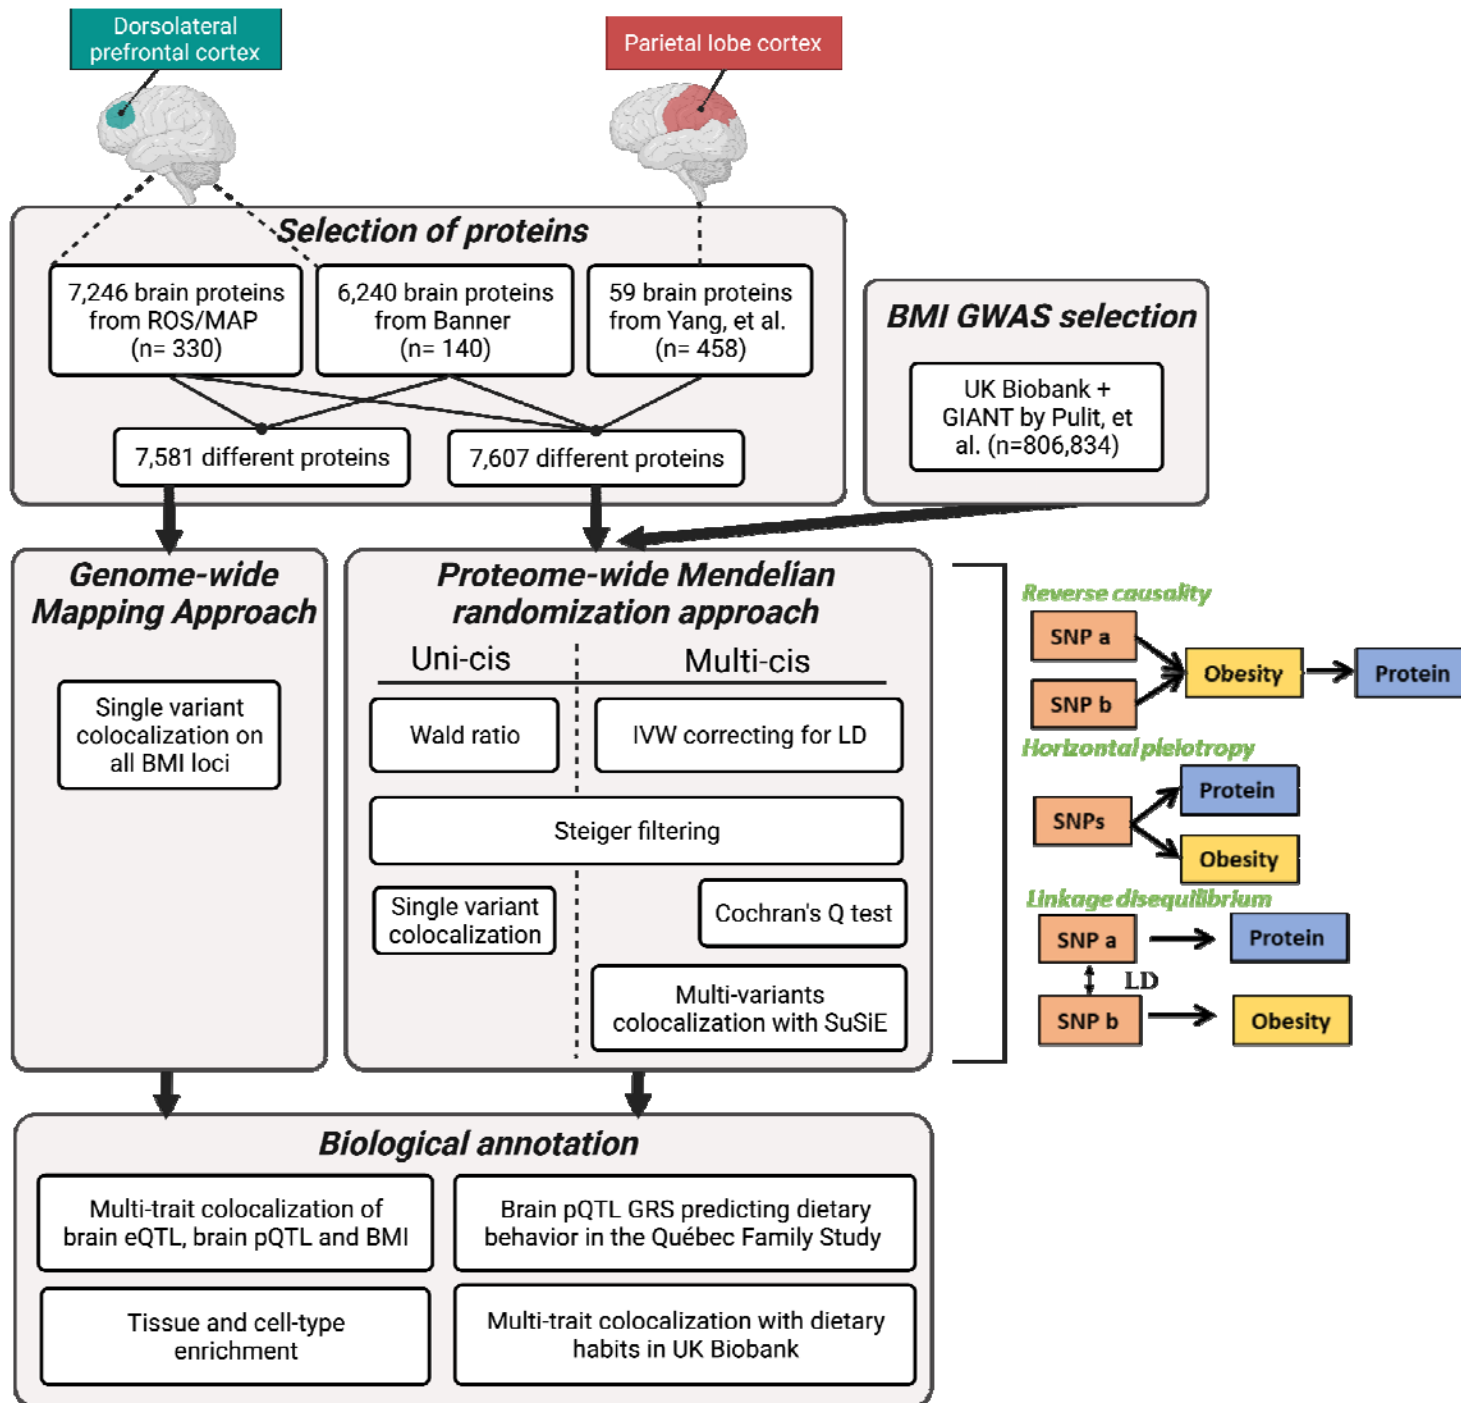 Dorsolateral
prefrontal cortex
Parietal lobe cortex
Selection of proteins
7,246 brain proteins
from ROS/MAP
(n= 330)
6,240 brain proteins
from Banner
(n= 140)
59 brain proteins
from Yang, et al.
(n= 458)
7,581 different proteins
7,607 different proteins
BMI GWAS selection
UK Biobank +
GIANT by Pulit, et
al. (n=806,834)
Genome-wide
Mapping Approach
Single variant
colocalization on
all BMI loci
Proteome-wide Mendelian
randomization approach
Uni-cis
Multi-cis
Wald ratio
IVW correcting for LD
Steiger filtering
Single variant
colocalization
Cochran's Q test
Multi-variants
colocalization with SuSiE
Reverse causality
SNP a
SNP b
Obesity
Protein
Horizontal pleiotropy
SNPs
Protein
Obesity
Linkage disequilibrium
SNP a
Protein
LD
SNP b
Obesity
Biological annotation
Multi-trait colocalization of
brain eQTL, brain pQTL and BMI
Brain pQTL GRS predicting dietary
behavior in the Québec Family Study
Tissue and cell-type
enrichment
Multi-trait colocalization with dietary
habits in UK Biobank